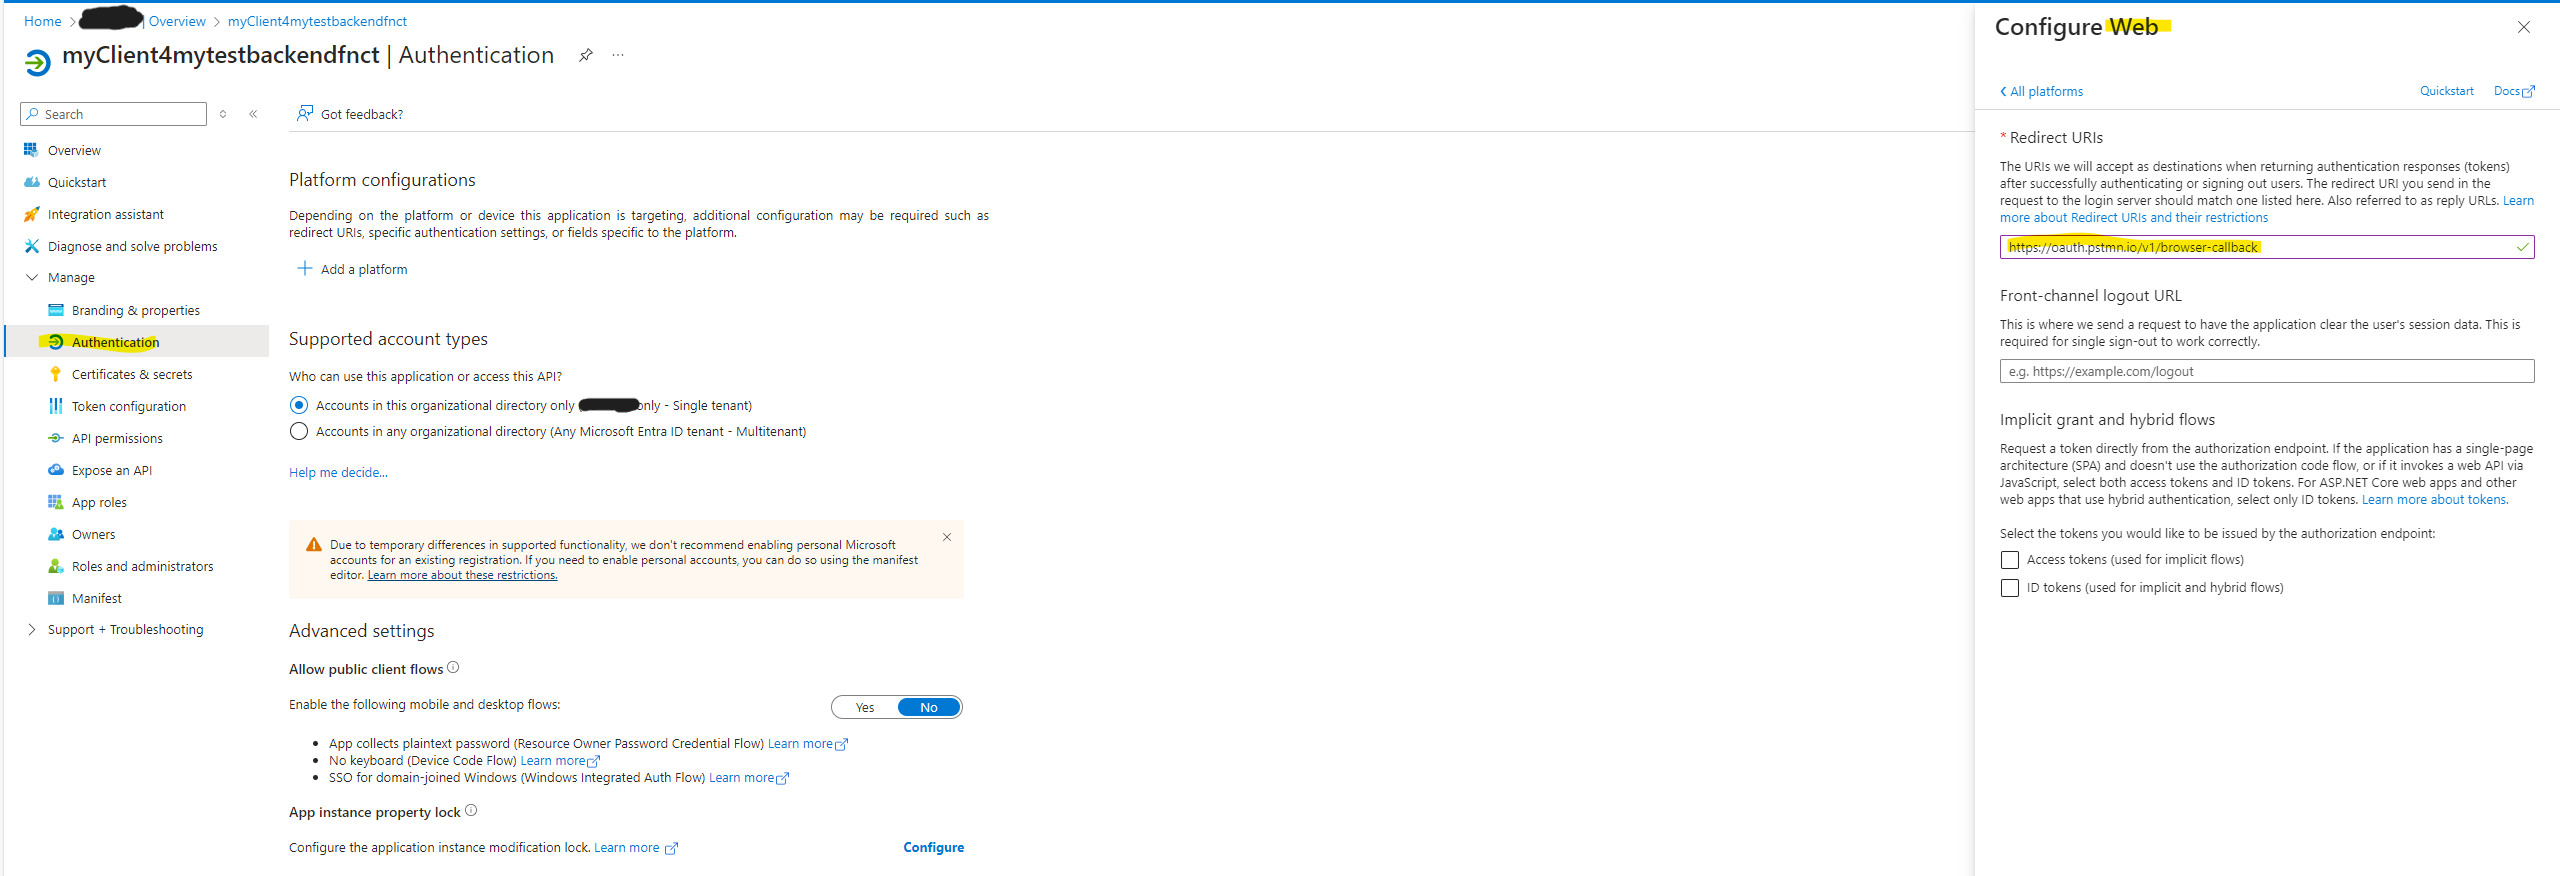 Home > | Overview > myClient4mytestbackendfnct
myClient4mytestbackendfnct | Authentication
Search
Got feedback?
Overview
Quickstart
Integration assistant
Diagnose and solve problems
Manage
Branding & properties
Authentication
Certificates & secrets
Token configuration
API permissions
Expose an API
App roles
Owners
Roles and administrators
Manifest
Support + Troubleshooting
Platform configurations
Depending on the platform or device this application is targeting, additional configuration may be required such as
redirect URIs, specific authentication settings, or fields specific to the platform.
Add a platform
Supported account types
Who can use this application or access this API?
Accounts in this organizational directory only ( only - Single tenant)
Accounts in any organizational directory (Any Microsoft Entra ID tenant - Multitenant)
Help me decide...
Due to temporary differences in supported functionality, we don't recommend enabling personal Microsoft
accounts for an existing registration. If you need to enable personal accounts, you can do so using the manifest
editor. Learn more about these restrictions.
Advanced settings
Allow public client flows
Enable the following mobile and desktop flows:
Yes No
• App collects plaintext password (Resource Owner Password Credential Flow) Learn more
• No keyboard (Device Code Flow) Learn more
• SSO for domain-joined Windows (Windows Integrated Auth Flow) Learn more
App instance property lock
Configure the application instance modification lock. Learn more
Configure
Configure Web
All platforms
Quickstart
Docs
* Redirect URIs
The URIs we will accept as destinations when returning authentication responses (tokens)
after successfully authenticating or signing out users. The redirect URI you send in the
request to the login server should match one listed here. Also referred to as reply URLs. Learn
more about Redirect URIs and their restrictions
https://oauth.pstmn.io/v1/browser-callback
Front-channel logout URL
This is where we send a request to have the application clear the user's session data. This is
required for single sign-out to work correctly.
e.g. https://example.com/logout
Implicit grant and hybrid flows
Request a token directly from the authorization endpoint. If the application has a single-page
architecture (SPA) and doesn't use the authorization code flow, or if it invokes a web API via
JavaScript, select both access tokens and ID tokens. For ASP.NET Core web apps and other
web apps that use hybrid authentication, select only ID tokens. Learn more about tokens.
Select the tokens you would like to be issued by the authorization endpoint:
Access tokens (used for implicit flows)
ID tokens (used for implicit and hybrid flows)